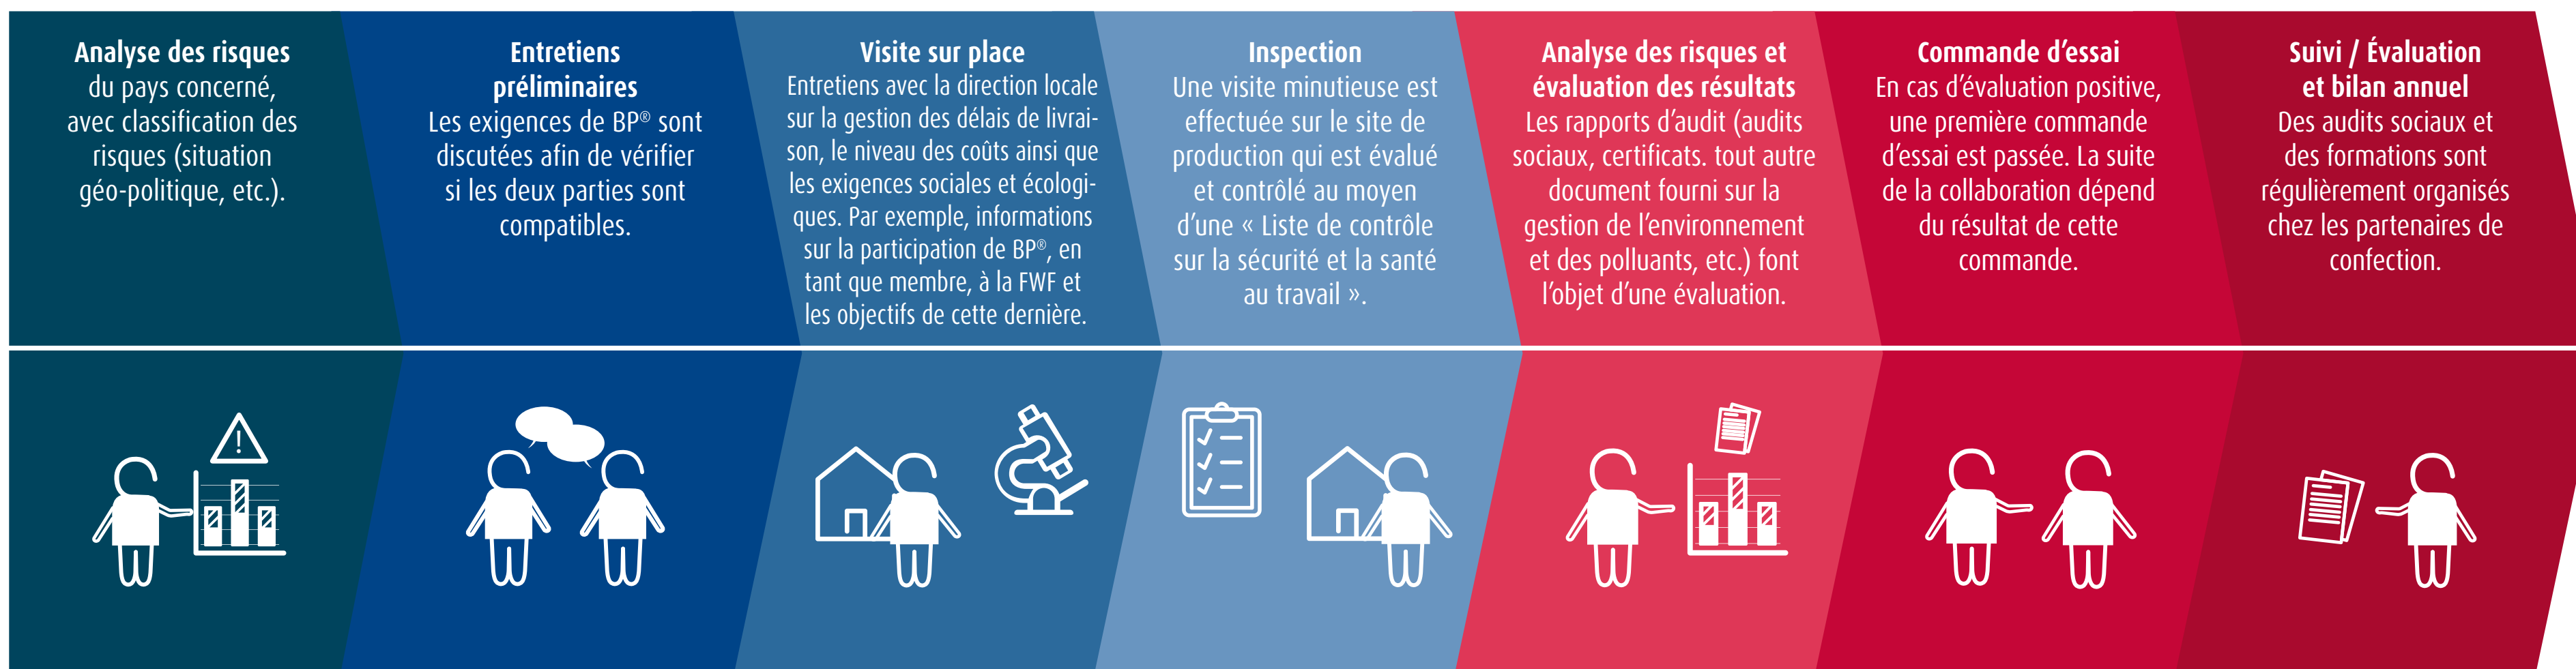 Analyse des risques
du pays concerné,
avec classification des
risques (situation
géo-politique, etc.).
Entretiens
préliminaires
Les exigences de BP® sont
discutées afin de vérifier
si les deux parties sont
compatibles.
Visite sur place
Entretiens avec la direction locale
sur la gestion des délais de livrai-
son, le niveau des coûts ainsi que
les exigences sociales et écologi-
ques. Par exemple, informations
sur la participation de BP®, en
tant que membre, à la FWF et
les objectifs de cette dernière.
Inspection
Une visite minutieuse est
effectuée sur le site de
production qui est évalué
et contrôlé au moyen
d’une « Liste de contrôle
sur la sécurité et la santé
au travail ».
Analyse des risques et
évaluation des résultats
Les rapports d’audit (audits
sociaux, certificats. tout autre
document fourni sur la
gestion de l’environnement
et des polluants, etc.) font
l’objet d’une évaluation.
Commande d’essai
En cas d’évaluation positive,
une première commande
d’essai est passée. La suite
de la collaboration dépend
du résultat de cette
commande.
Suivi / Évaluation
et bilan annuel
Des audits sociaux et
des formations sont
régulièrement organisés
chez les partenaires de
confection.